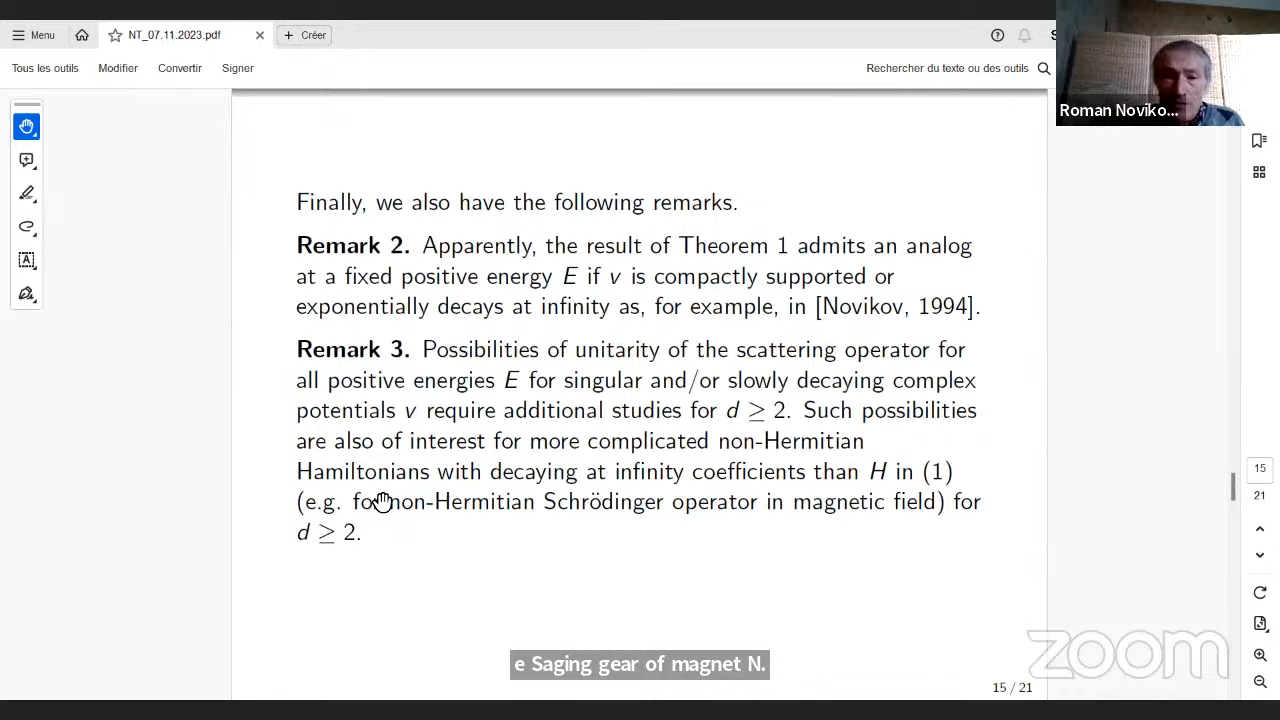 Menu
NT_07.11.2023.pdf
Créer
Tous les outils Modifier Convertir Signer
Rechercher du texte ou des outils
Roman Noviko...
Finally, we also have the following remarks.
Remark 2. Apparently, the result of Theorem 1 admits an analog
at a fixed positive energy E if v is compactly supported or
exponentially decays at infinity as, for example, in [Novikov, 1994].
Remark 3. Possibilities of unitarity of the scattering operator for
all positive energies E for singular and/or slowly decaying complex
potentials v require additional studies for d ≥ 2. Such possibilities
are also of interest for more complicated non-Hermitian
Hamiltonians with decaying at infinity coefficients than H in (1)
(e.g. for non-Hermitian Schrödinger operator in magnetic field) for
d ≥ 2.
15
21
e Saging gear of magnet N.
zoom
15 / 21